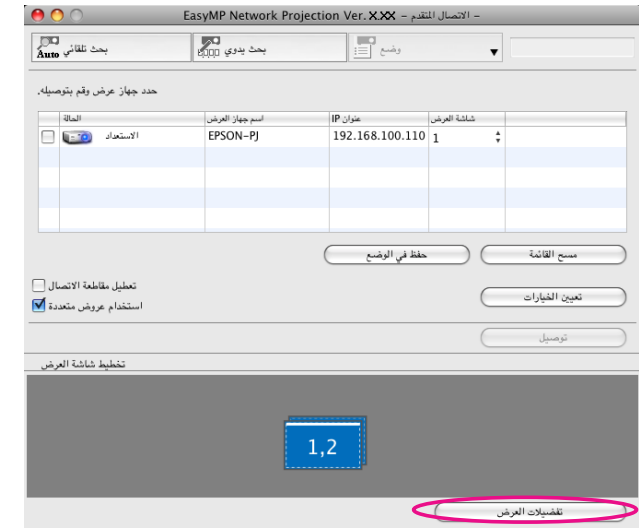 EasyMP Network Projection Ver. X.XX – الاتصال المتقدم –
Auto بحث تلقائي
بحث يدوي
وضع
حدد جهاز عرض وقم بتوصيله.
الحالة اسم جهاز العرض عنوان IP شاشة العرض
الاستعداد EPSON-PJ 192.168.100.110 1
حفظ في الوضع مسح القائمة
تعطيل مقاطعة الاتصال
استخدام عروض متعددة
تعيين الخيارات
توصيل
تخطيط شاشة العرض
1,2
تفضيلات العرض